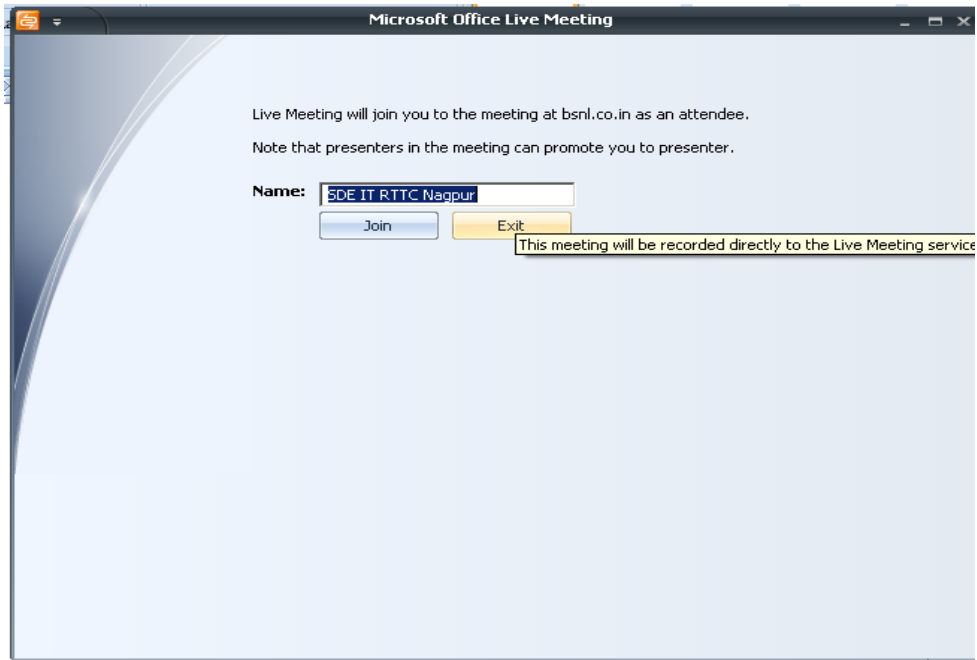 Microsoft Office Live Meeting
Live Meeting will join you to the meeting at bsnl.co.in as an attendee.
Note that presenters in the meeting can promote you to presenter.
Name: SDE IT RTTC Nagpur
Join Exit
This meeting will be recorded directly to the Live Meeting service